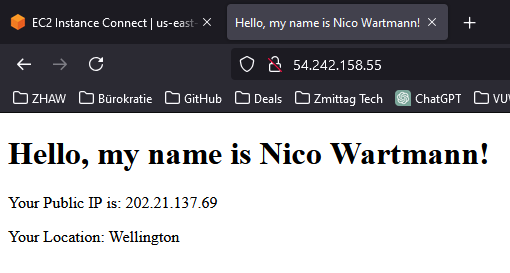 EC2 Instance Connect | us-east-
Hello, my name is Nico Wartmann!
54.242.158.55
ZHAW Bürokratie GitHub Deals Zmittag Tech ChatGPT VUW
Hello, my name is Nico Wartmann!
Your Public IP is: 202.21.137.69
Your Location: Wellington